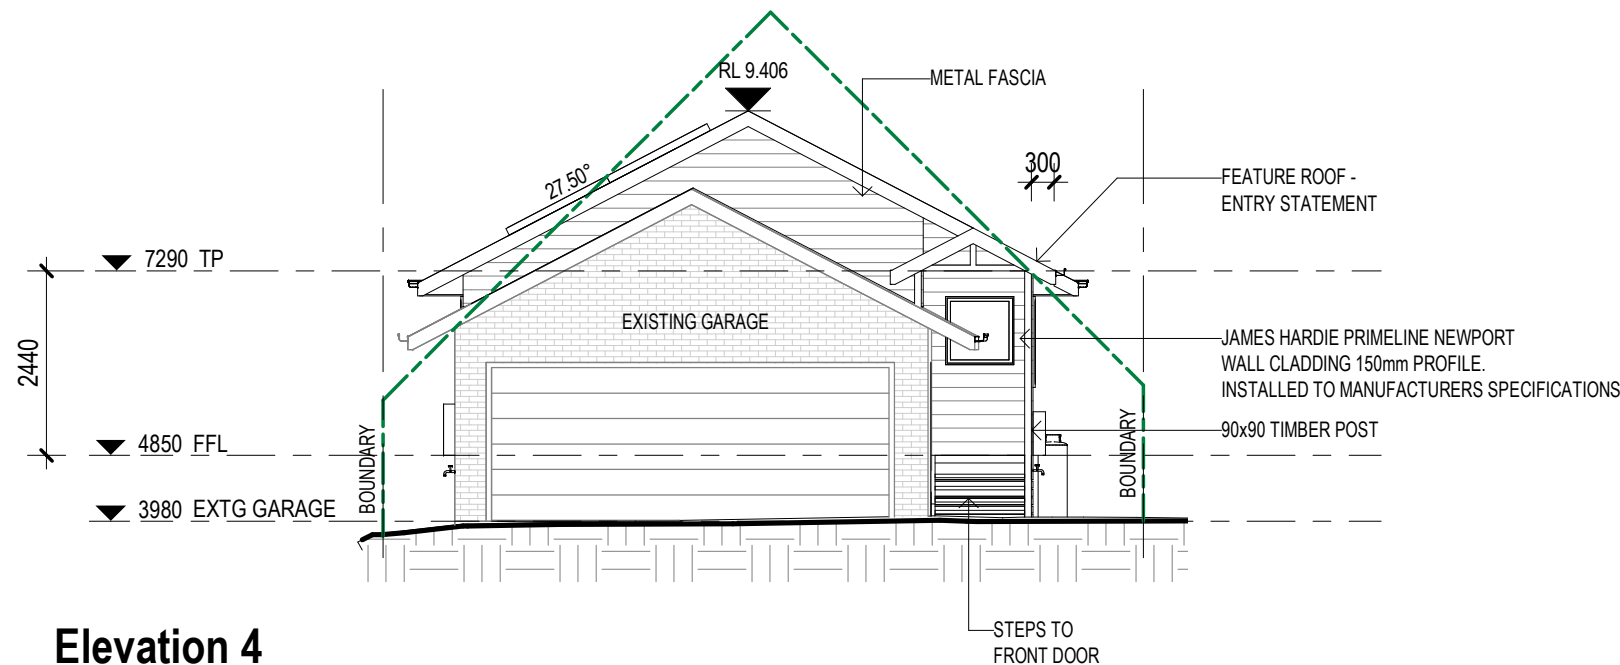 RL 9.406
METAL FASCIA
27.50°
300
FEATURE ROOF -
ENTRY STATEMENT
7290 TP
2440
EXISTING GARAGE
JAMES HARDIE PRIMELINE NEWPORT
WALL CLADDING 150mm PROFILE.
INSTALLED TO MANUFACTURERS SPECIFICATIONS
90x90 TIMBER POST
4850 FFL
BOUNDARY
BOUNDARY
3980 EXTG GARAGE
STEPS TO
FRONT DOOR
Elevation 4